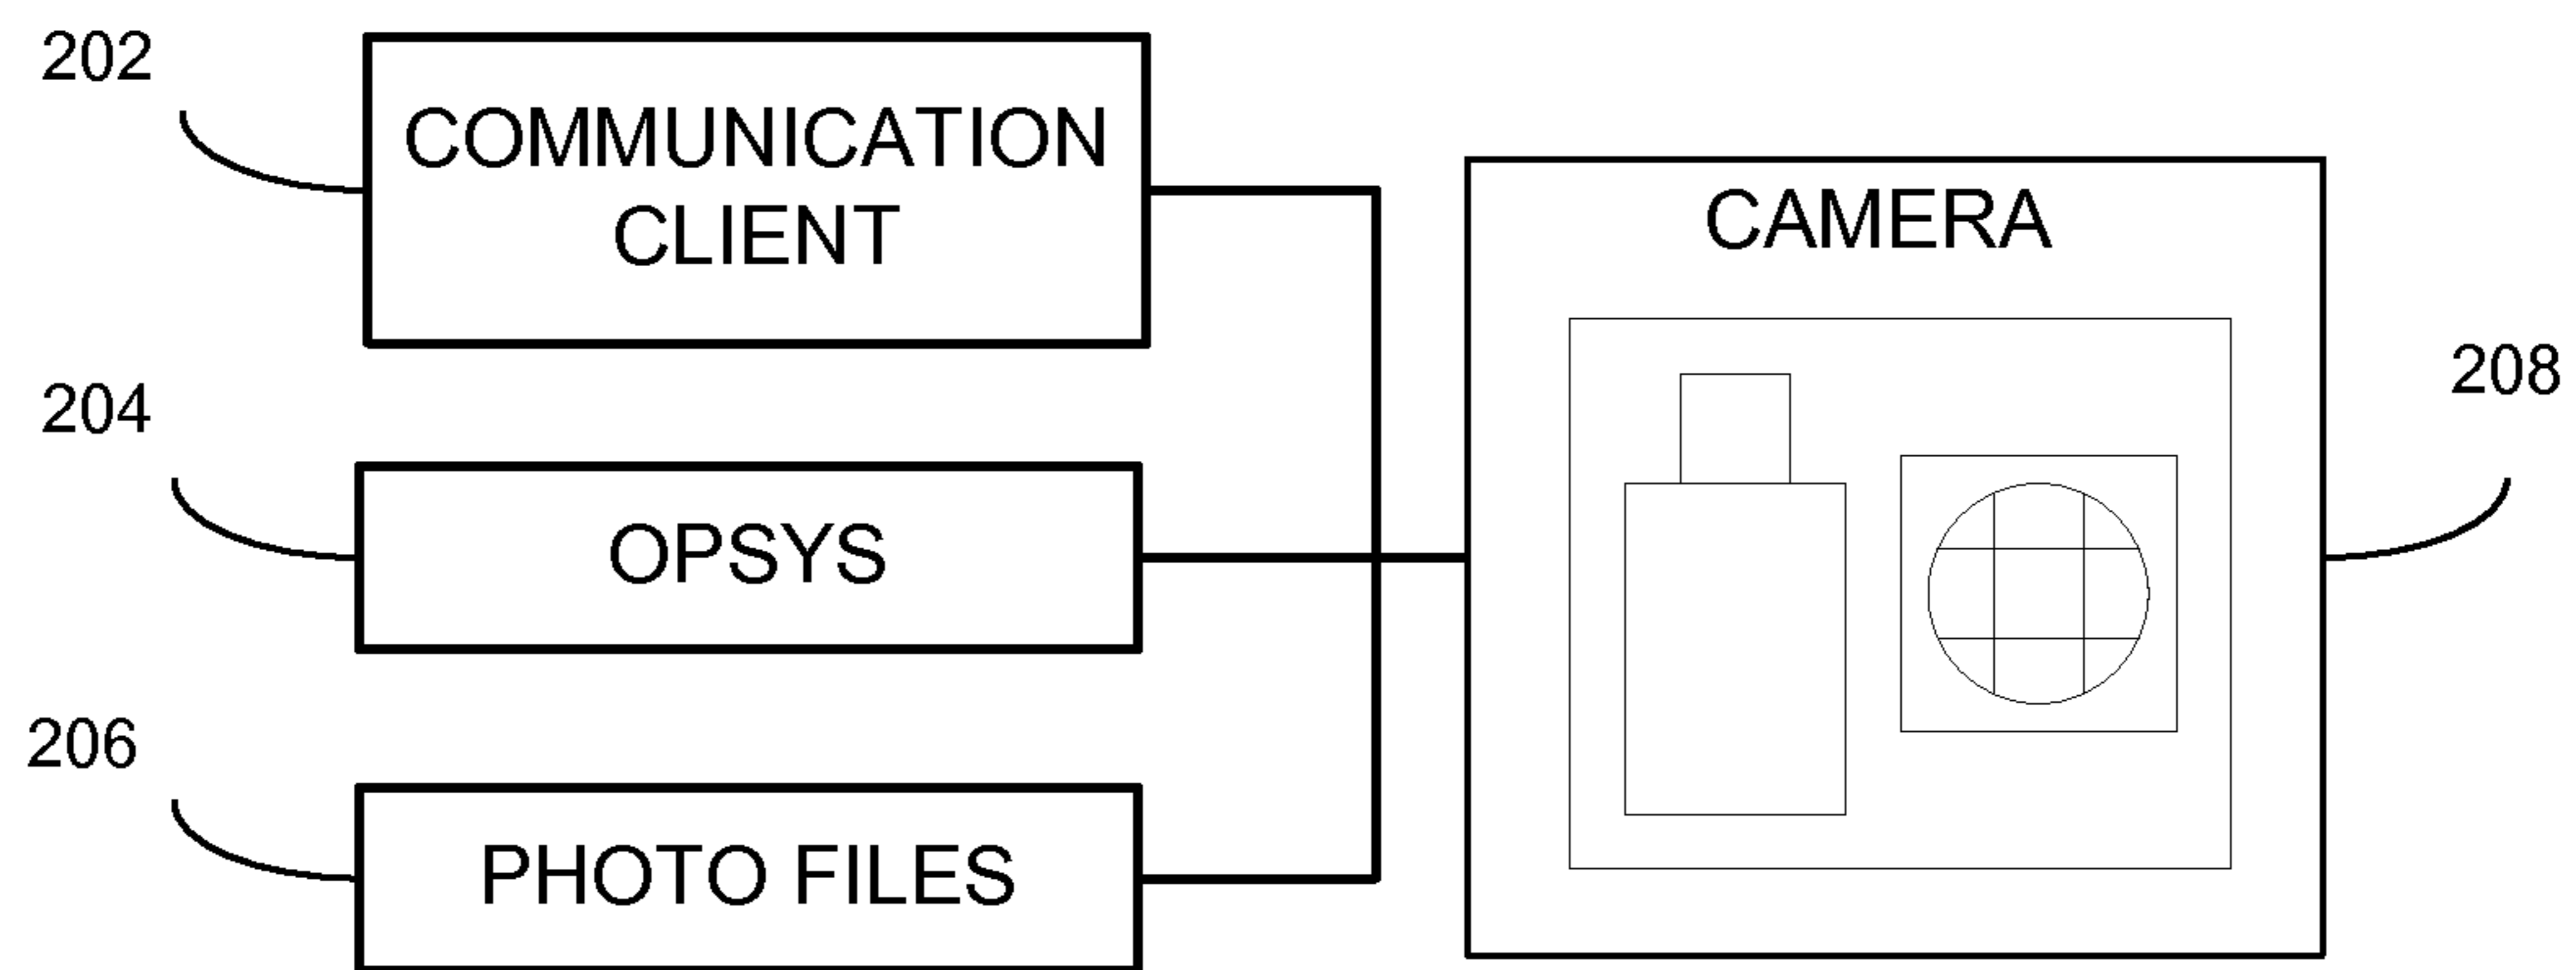 202
COMMUNICATION
CLIENT
CAMERA
208
204
OPSYS
206
PHOTO FILES